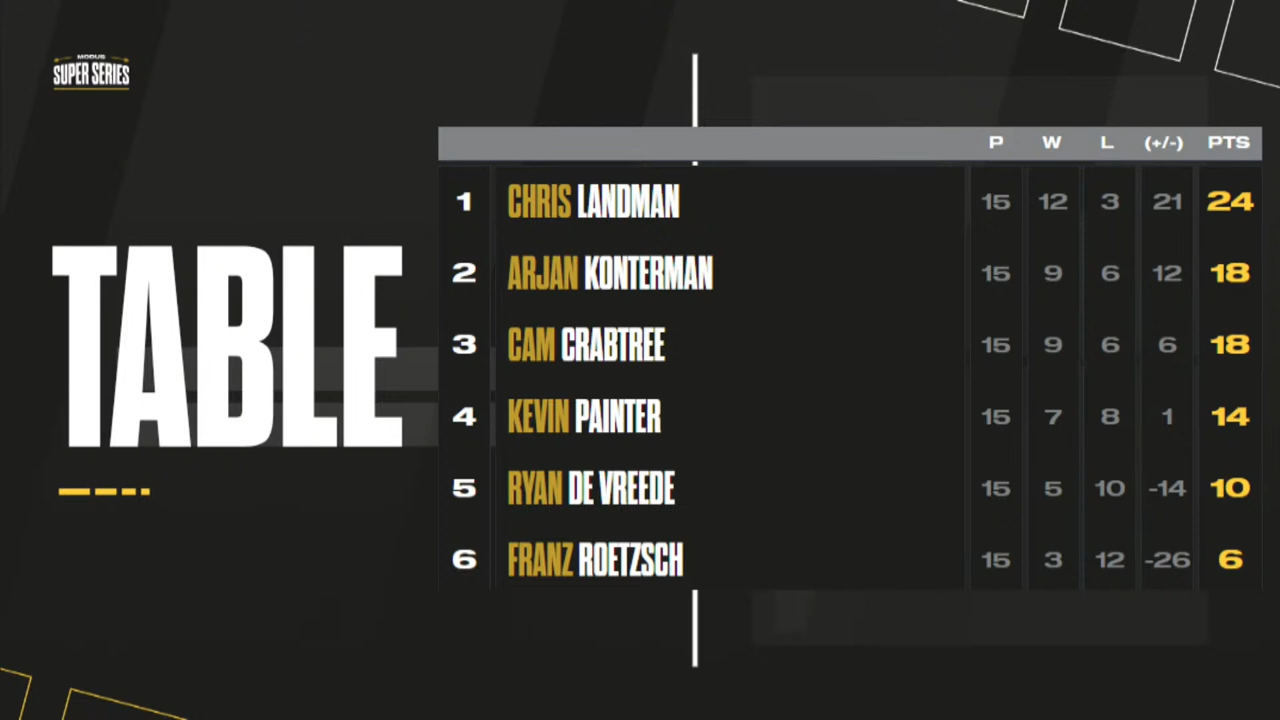 MODUS
SUPER SERIES
TABLE
P W L (+/-) PTS
1 CHRIS LANDMAN 15 12 3 21 24
2 ARJAN KONTERMAN 15 9 6 12 18
3 CAM CRABTREE 15 9 6 6 18
4 KEVIN PAINTER 15 7 8 1 14
5 RYAN DE VREEDE 15 5 10 -14 10
6 FRANZ ROETZSCH 15 3 12 -26 6